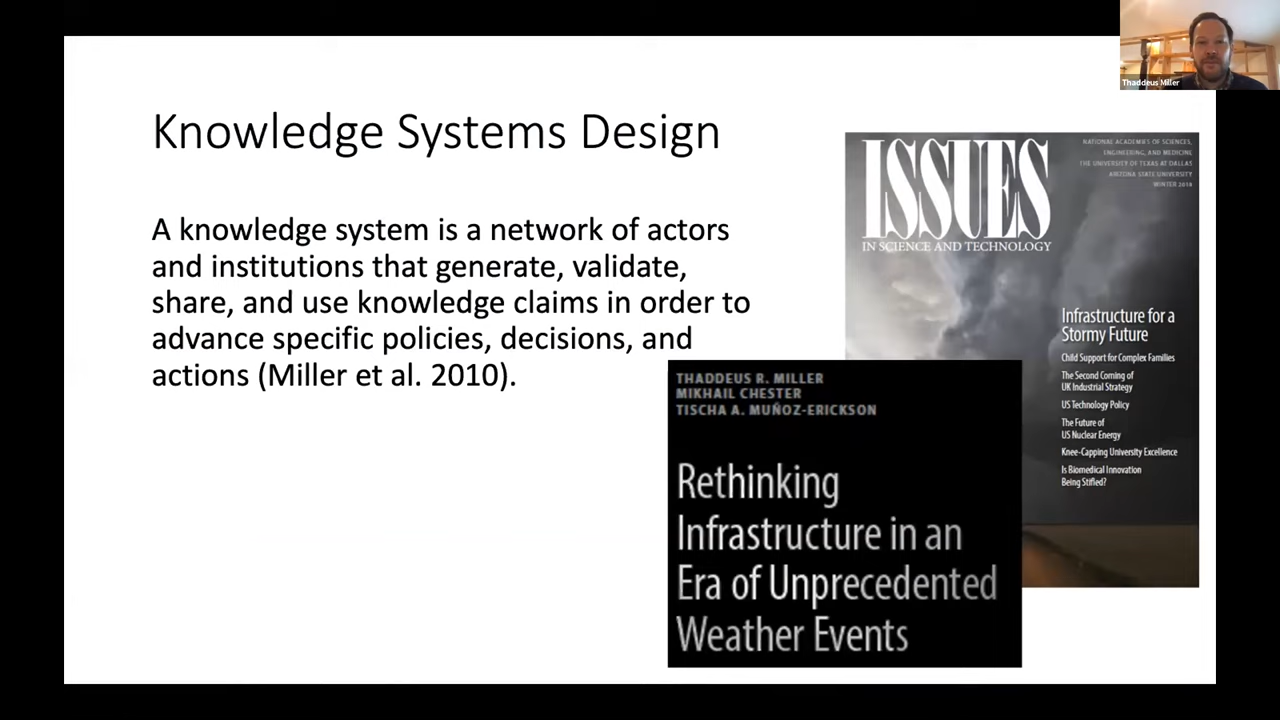 Thaddeus Miller
Knowledge Systems Design
A knowledge system is a network of actors
and institutions that generate, validate,
share, and use knowledge claims in order to
advance specific policies, decisions, and
actions (Miller et al. 2010).
ISSUES
IN SCIENCE AND TECHNOLOGY
NATIONAL ACADEMIES OF SCIENCES,
ENGINEERING, AND MEDICINE
THE UNIVERSITY OF TEXAS AT DALLAS
ARIZONA STATE UNIVERSITY
WINTER 2018
Infrastructure for a
Stormy Future
Child Support for Complex Families
The Second Coming of
UK Industrial Strategy
US Technology Policy
The Future of
US Nuclear Energy
Knee-Capping University Excellence
Is Biomedical Innovation
Being Stifled?
THADDEUS R. MILLER
MIKHAIL CHESTER
TISCHA A. MUÑOZ-ERICKSON
Rethinking
Infrastructure in an
Era of Unprecedented
Weather Events